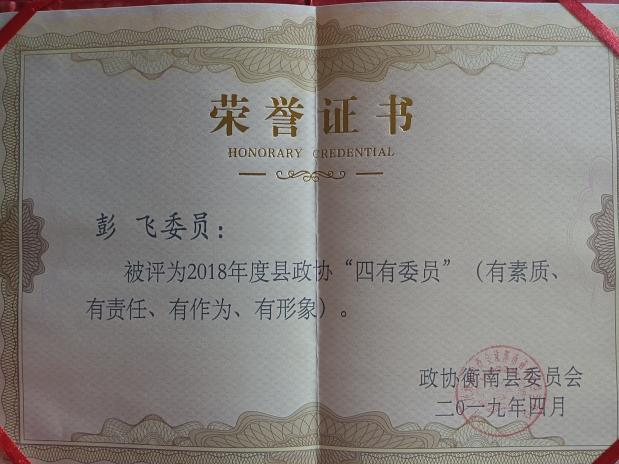 荣誉证书
HONORARY CREDENTIAL
彭 飞委员：
被评为2018年度县政协“四有委员”（有素质、
有责任、有作为、有形象）。
政协衡南县委员会
二0一九年四月